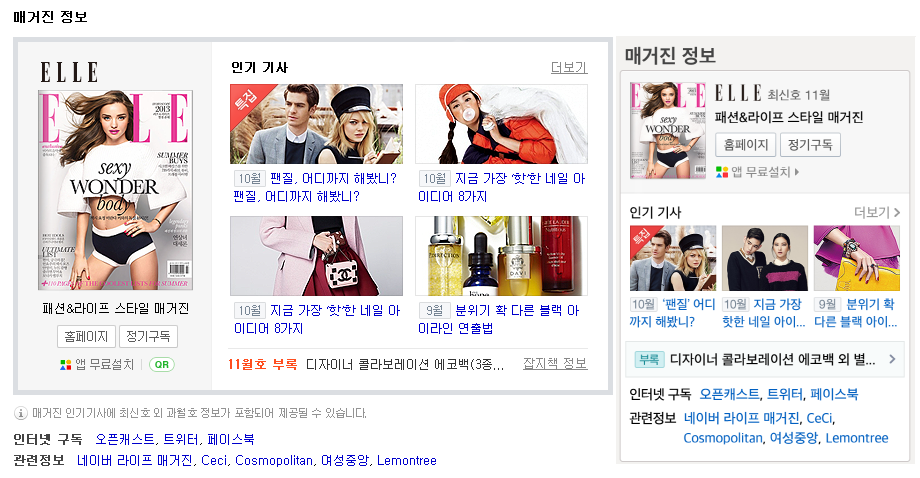 매거진 정보
ELLE
ELLE
2013
SUMMER
BUYS
sexy
WONDER
body
ULTIMATE
LIST
패션&라이프 스타일 매거진
홈페이지
정기구독
앱 무료설치
QR
인기 기사
더보기
특집
10월 팬질, 어디까지 해봤니?
팬질, 어디까지 해봤니?
10월 지금 가장 '핫'한 네일 아
이디어 8가지
10월 지금 가장 '핫'한 네일 아
이디어 8가지
9월 분위기 확 다른 블랙 아
이라인 연출법
11월호 부록 디자이너 콜라보레이션 에코백(3종...
잡지책 정보
매거진 인기기사에 최신호 외 과월호 정보가 포함되어 제공될 수 있습니다.
인터넷 구독 오픈캐스트, 트위터, 페이스북
관련정보 네이버 라이프 매거진, Ceci, Cosmopolitan, 여성중앙, Lemontree
매거진 정보
ELLE
sexy
WONDER
body
ELLE 최신호 11월
패션&라이프 스타일 매거진
홈페이지
정기구독
앱 무료설치
인기 기사
더보기
특집
10월 '팬질' 어디
까지 해봤니?
10월 지금 가장
핫한 네일 아이...
9월 분위기 확
다른 블랙 아이...
부록 디자이너 콜라보레이션 에코백 외 별...
인터넷 구독 오픈캐스트, 트위터, 페이스북
관련정보 네이버 라이프 매거진, CeCi,
Cosmopolitan, 여성중앙, Lemontree